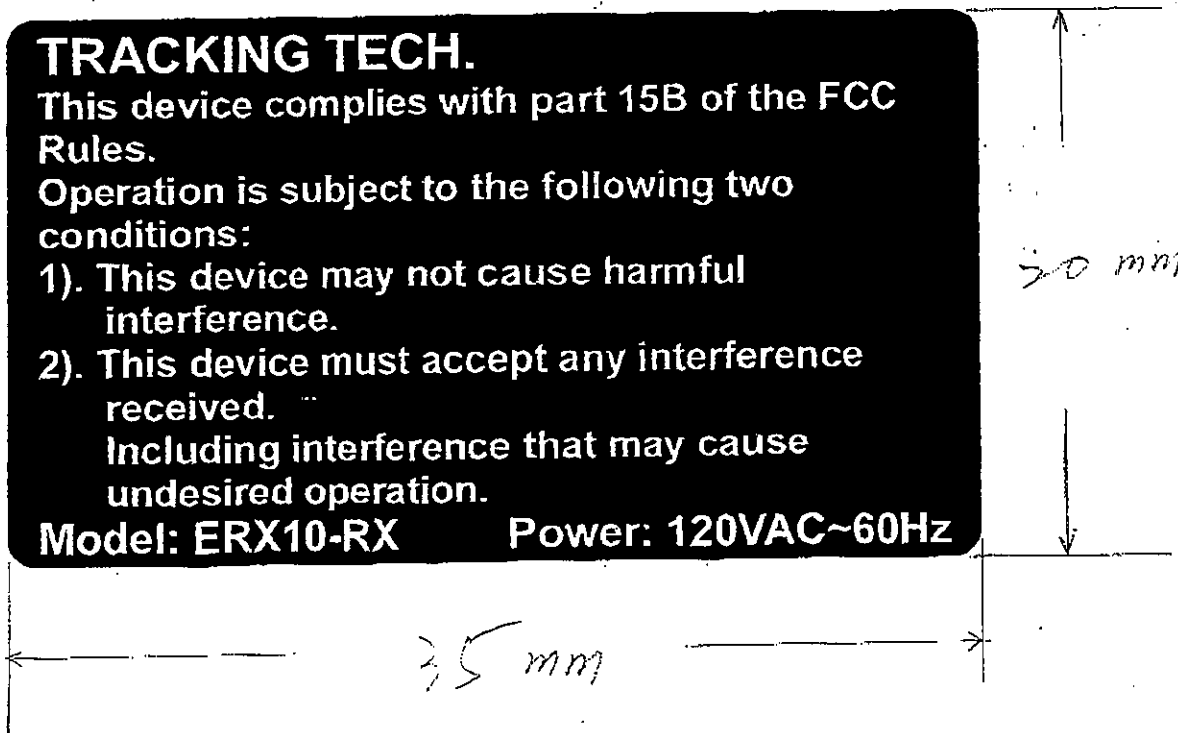 TRACKING TECH.
This device complies with part 15B of the FCC
Rules.
Operation is subject to the following two
conditions:
1). This device may not cause harmful
interference.
2). This device must accept any interference
received.
Including interference that may cause
undesired operation.
Model: ERX10-RX Power: 120VAC~60Hz
mm
35 mm